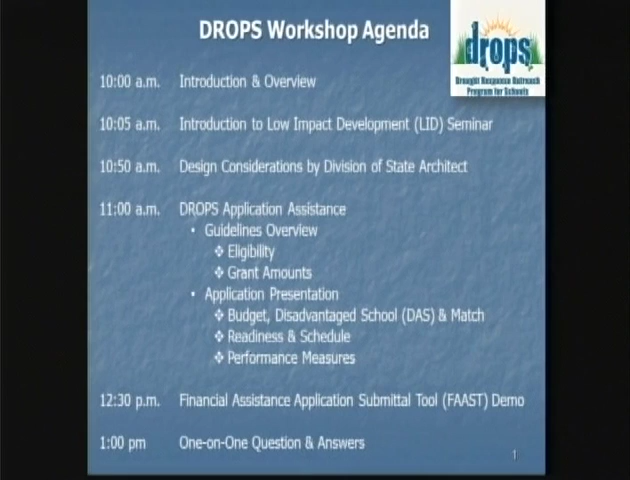 DROPS Workshop Agenda
drops
Drought Response Outreach
Program for Schools
10:00 a.m. Introduction & Overview
10:05 a.m. Introduction to Low Impact Development (LID) Seminar
10:50 a.m. Design Considerations by Division of State Architect
11:00 a.m. DROPS Application Assistance
• Guidelines Overview
❖ Eligibility
❖ Grant Amounts
• Application Presentation
❖ Budget, Disadvantaged School (DAS) & Match
❖ Readiness & Schedule
❖ Performance Measures
12:30 p.m. Financial Assistance Application Submittal Tool (FAAST) Demo
1:00 pm One-on-One Question & Answers
1